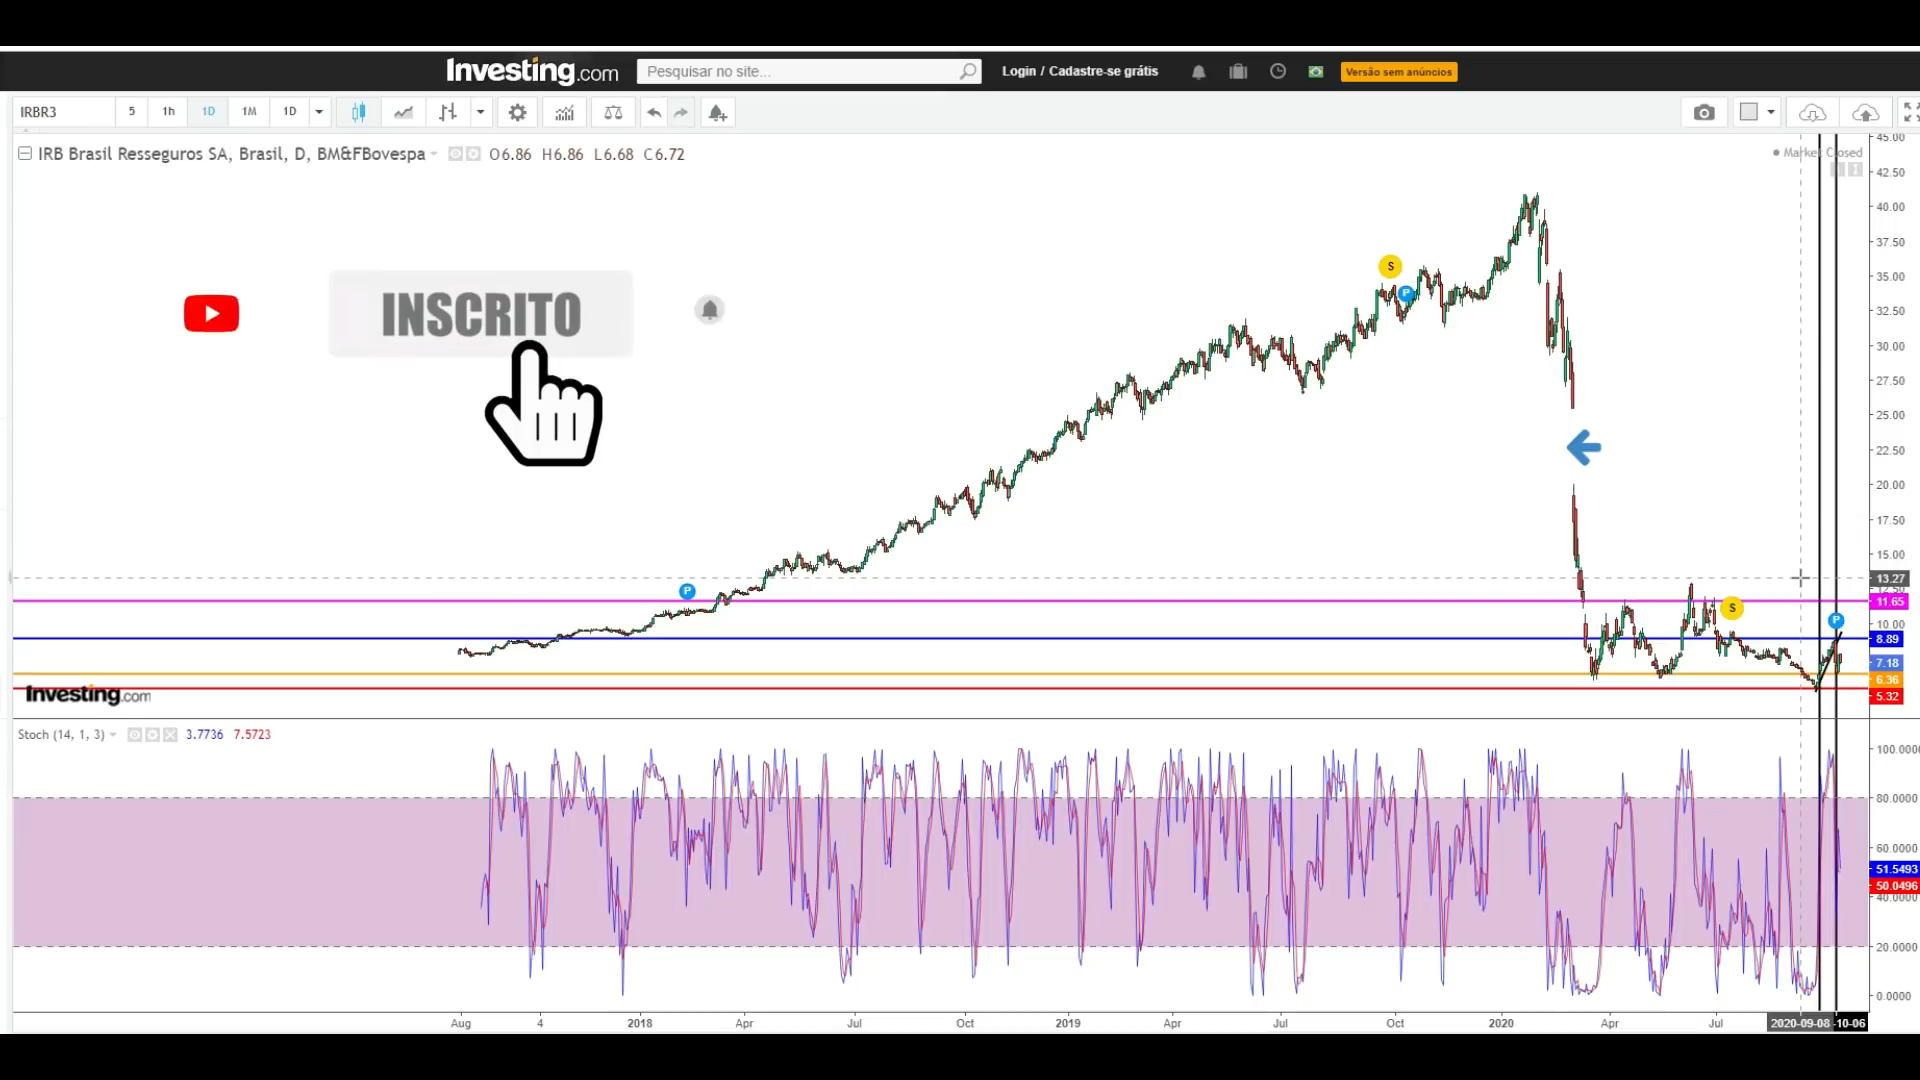 Investing.com
Pesquisar no site...
Login / Cadastre-se grátis
Versão sem anúncios
IRBR3
5
1h
1D
1M
1D
IRB Brasil Resseguros SA, Brasil, D, BM&FBovespa
O6.86 H6.86 L6.68 C6.72
Market Closed
45.00
42.50
40.00
37.50
35.00
32.50
30.00
27.50
25.00
22.50
20.00
17.50
15.00
13.27
11.65
10.00
8.89
7.18
6.36
5.32
INSCRITO
S
P
P
S
P
Investing.com
Stoch (14, 1, 3)
3.7736 7.5723
100.0000
80.0000
60.0000
51.5493
50.0496
40.0000
20.0000
0.0000
Aug 4 2018 Apr Jul Oct 2019 Apr Jul Oct 2020 Apr Jul 2020-09-08 -10-06